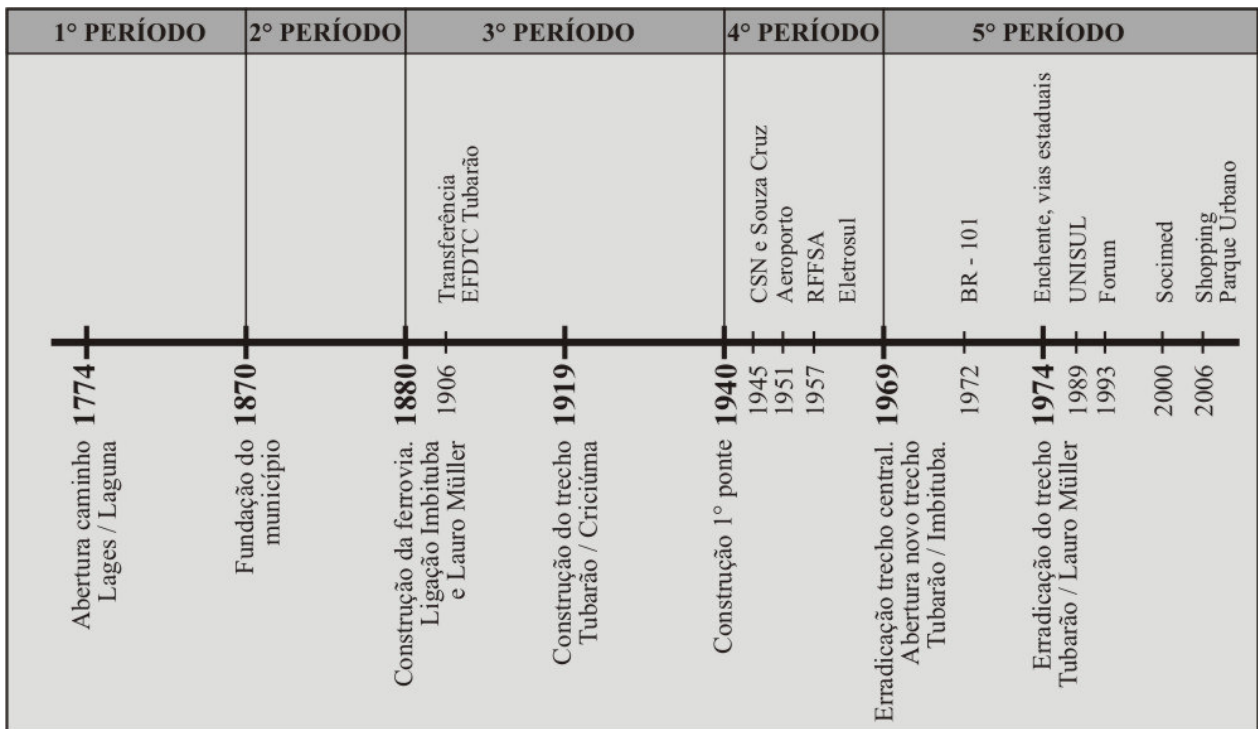 1° PERÍODO
2° PERÍODO
3° PERÍODO
4° PERÍODO
5° PERÍODO
Transferência
EFDTC Tubarão
CSN e Souza Cruz
Aeroporto
RFFSA
Eletrosul
BR - 101
Enchente, vias estaduais
UNISUL
Forum
Socimed
Shopping
Parque Urbano
1774
1870
1880
1906
1919
1940
1945
1951
1957
1969
1972
1974
1989
1993
2000
2006
Abertura caminho
Lages / Laguna
Fundação do
município
Construção da ferrovia.
Ligação Imbituba
e Lauro Müller
Construção do trecho
Tubarão / Criciúma
Construção 1° ponte
Erradicação trecho central.
Abertura novo trecho
Tubarão / Imbituba.
Erradicação do trecho
Tubarão / Lauro Müller